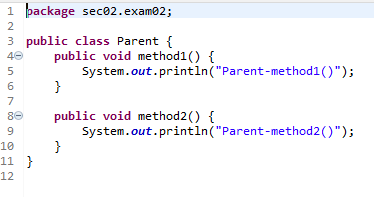 1 package sec02.exam02;
2
3 public class Parent {
4 public void method1() {
5 System.out.println("Parent-method1()");
6 }
7
8 public void method2() {
9 System.out.println("Parent-method2()");
10 }
11 }
12